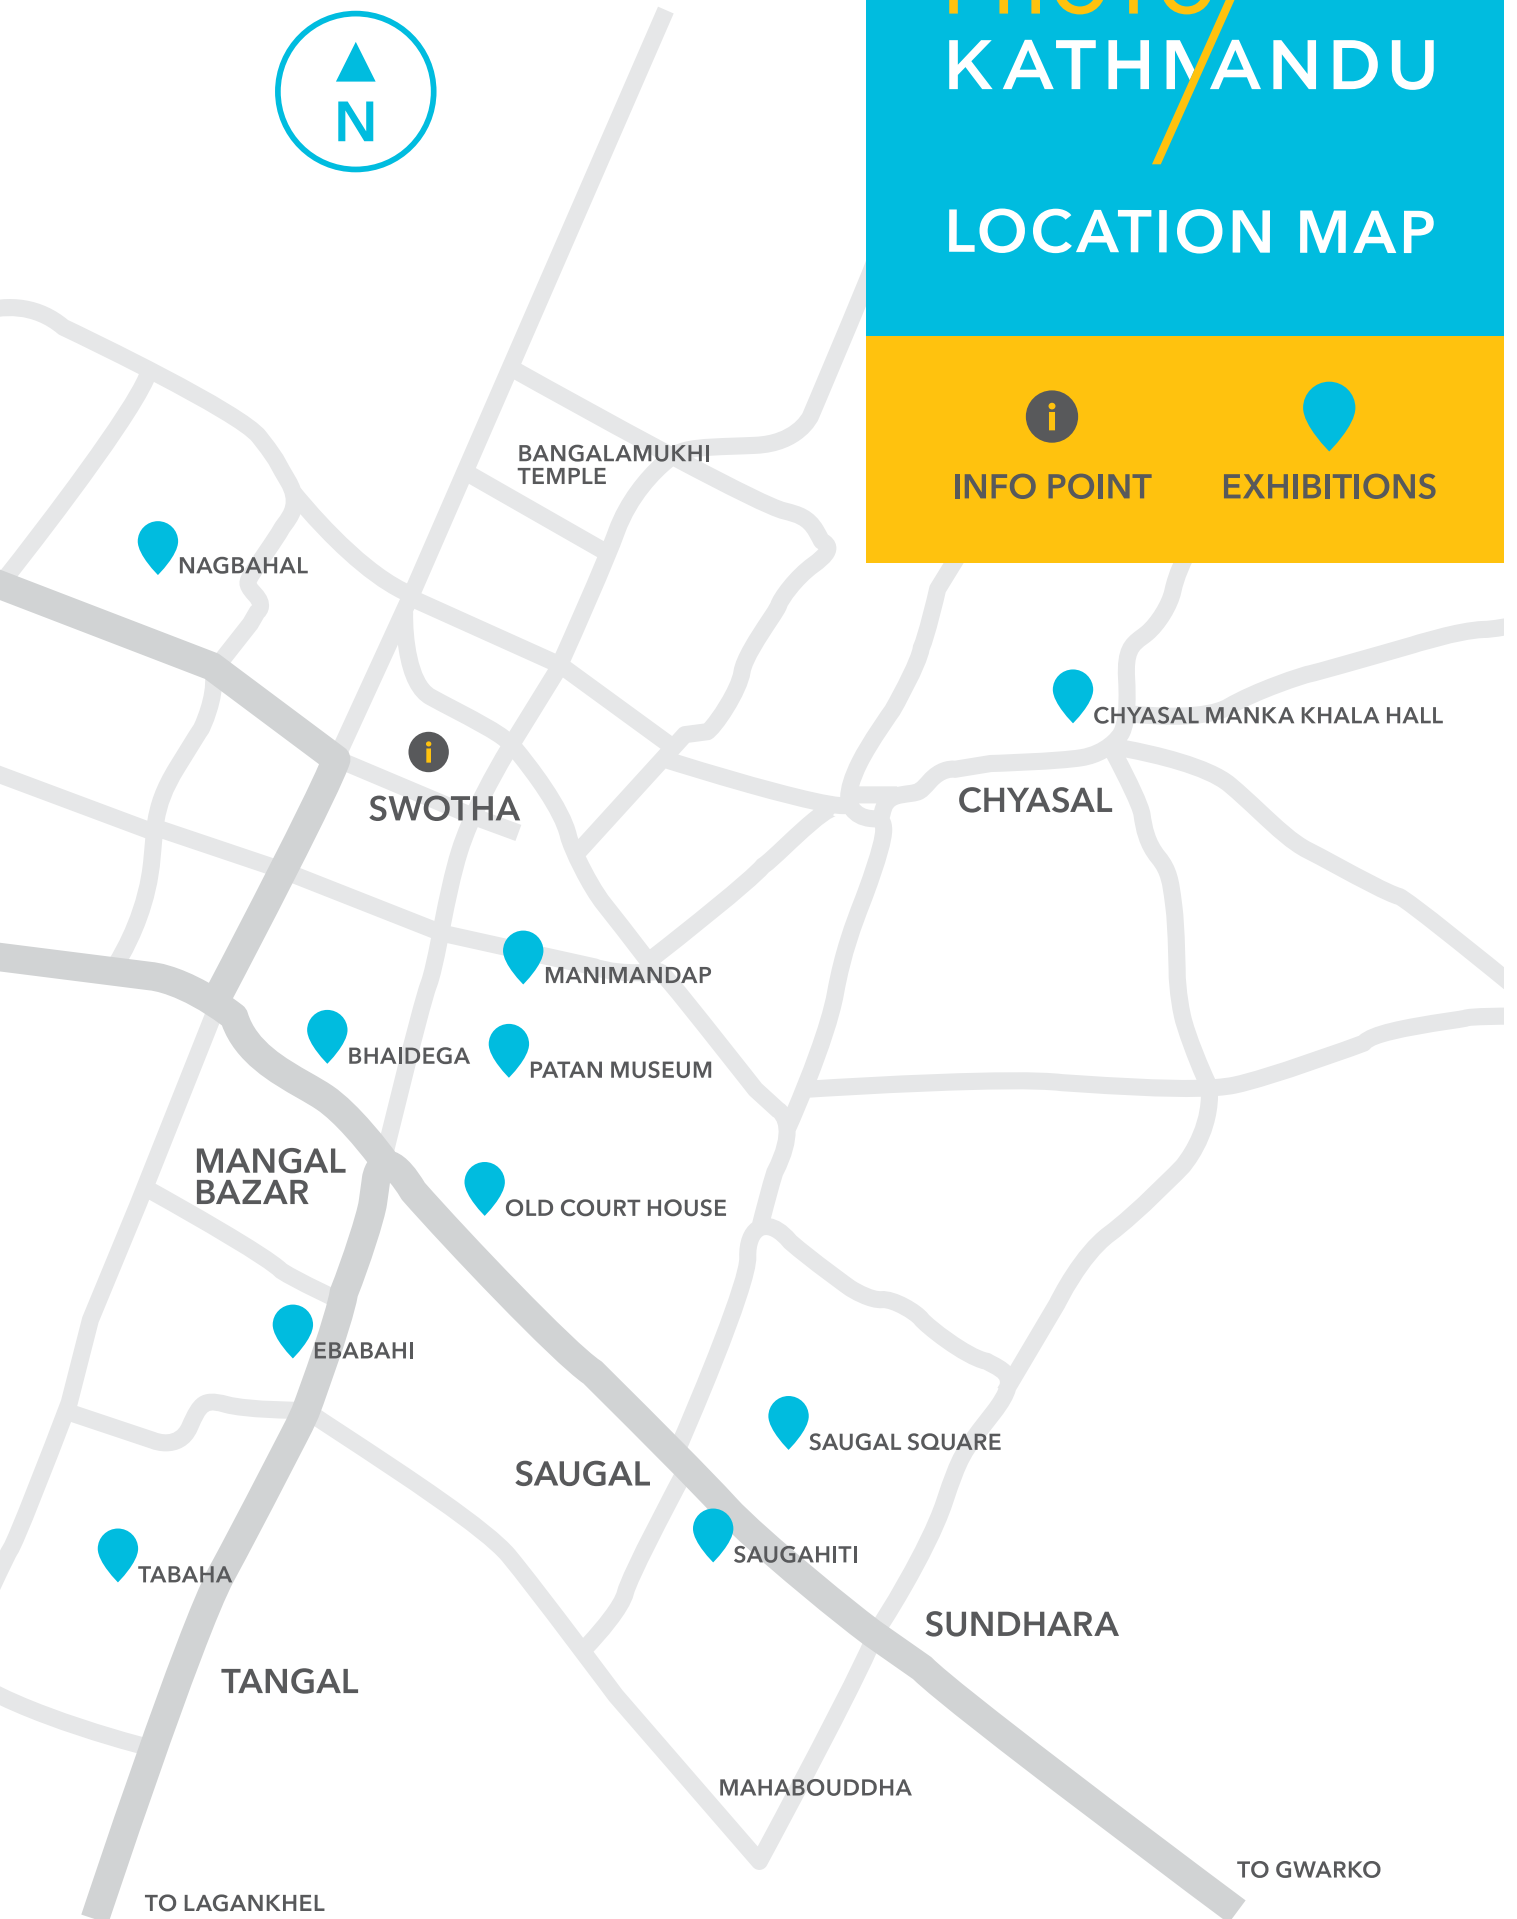 N
PHOTO
KATHMANDU
LOCATION MAP
i
INFO POINT
EXHIBITIONS
BANGALAMUKHI
TEMPLE
NAGBAHAL
CHYASAL MANKA KHALA HALL
i
SWOTHA
CHYASAL
MANIMANDAP
BHAIDEGA
PATAN MUSEUM
MANGAL
BAZAR
OLD COURT HOUSE
EBABAHI
SAUGAL SQUARE
SAUGAL
SAUGAHITI
TABAHA
SUNDHARA
TANGAL
MAHABOUDDHA
TO GWARKO
TO LAGANKHEL